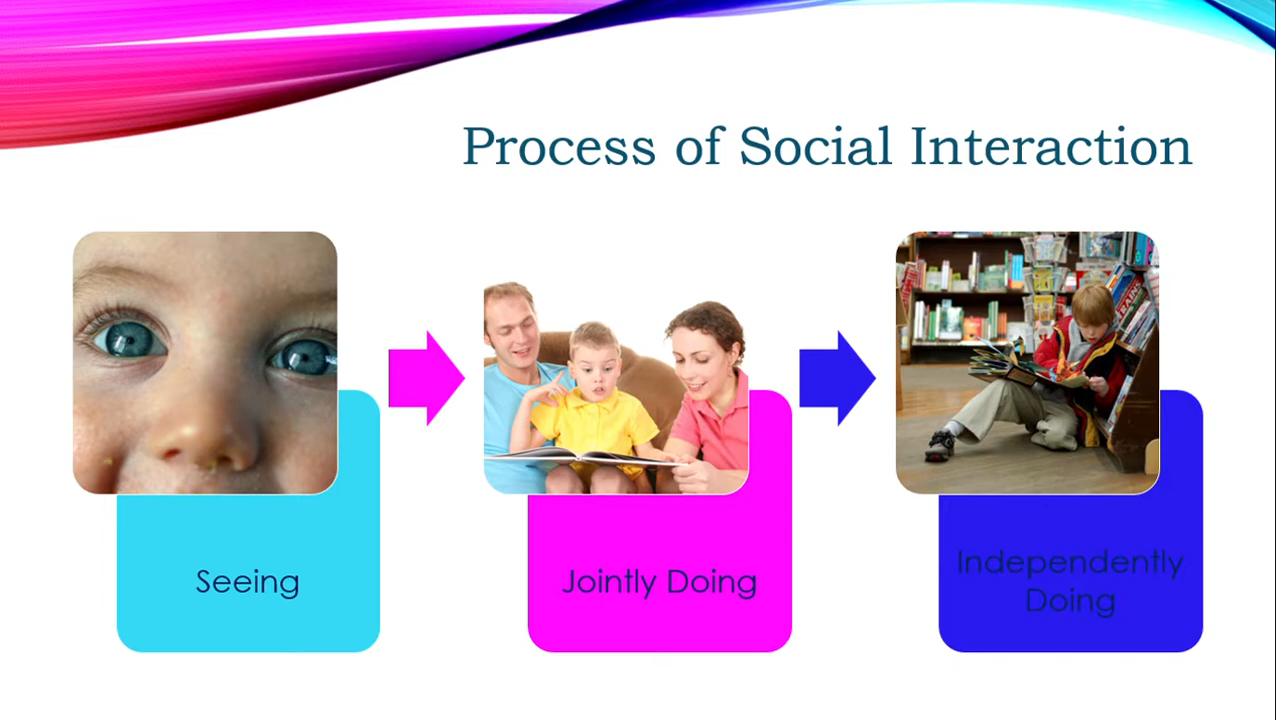 Process of Social Interaction
Seeing
Jointly Doing
Independently
Doing